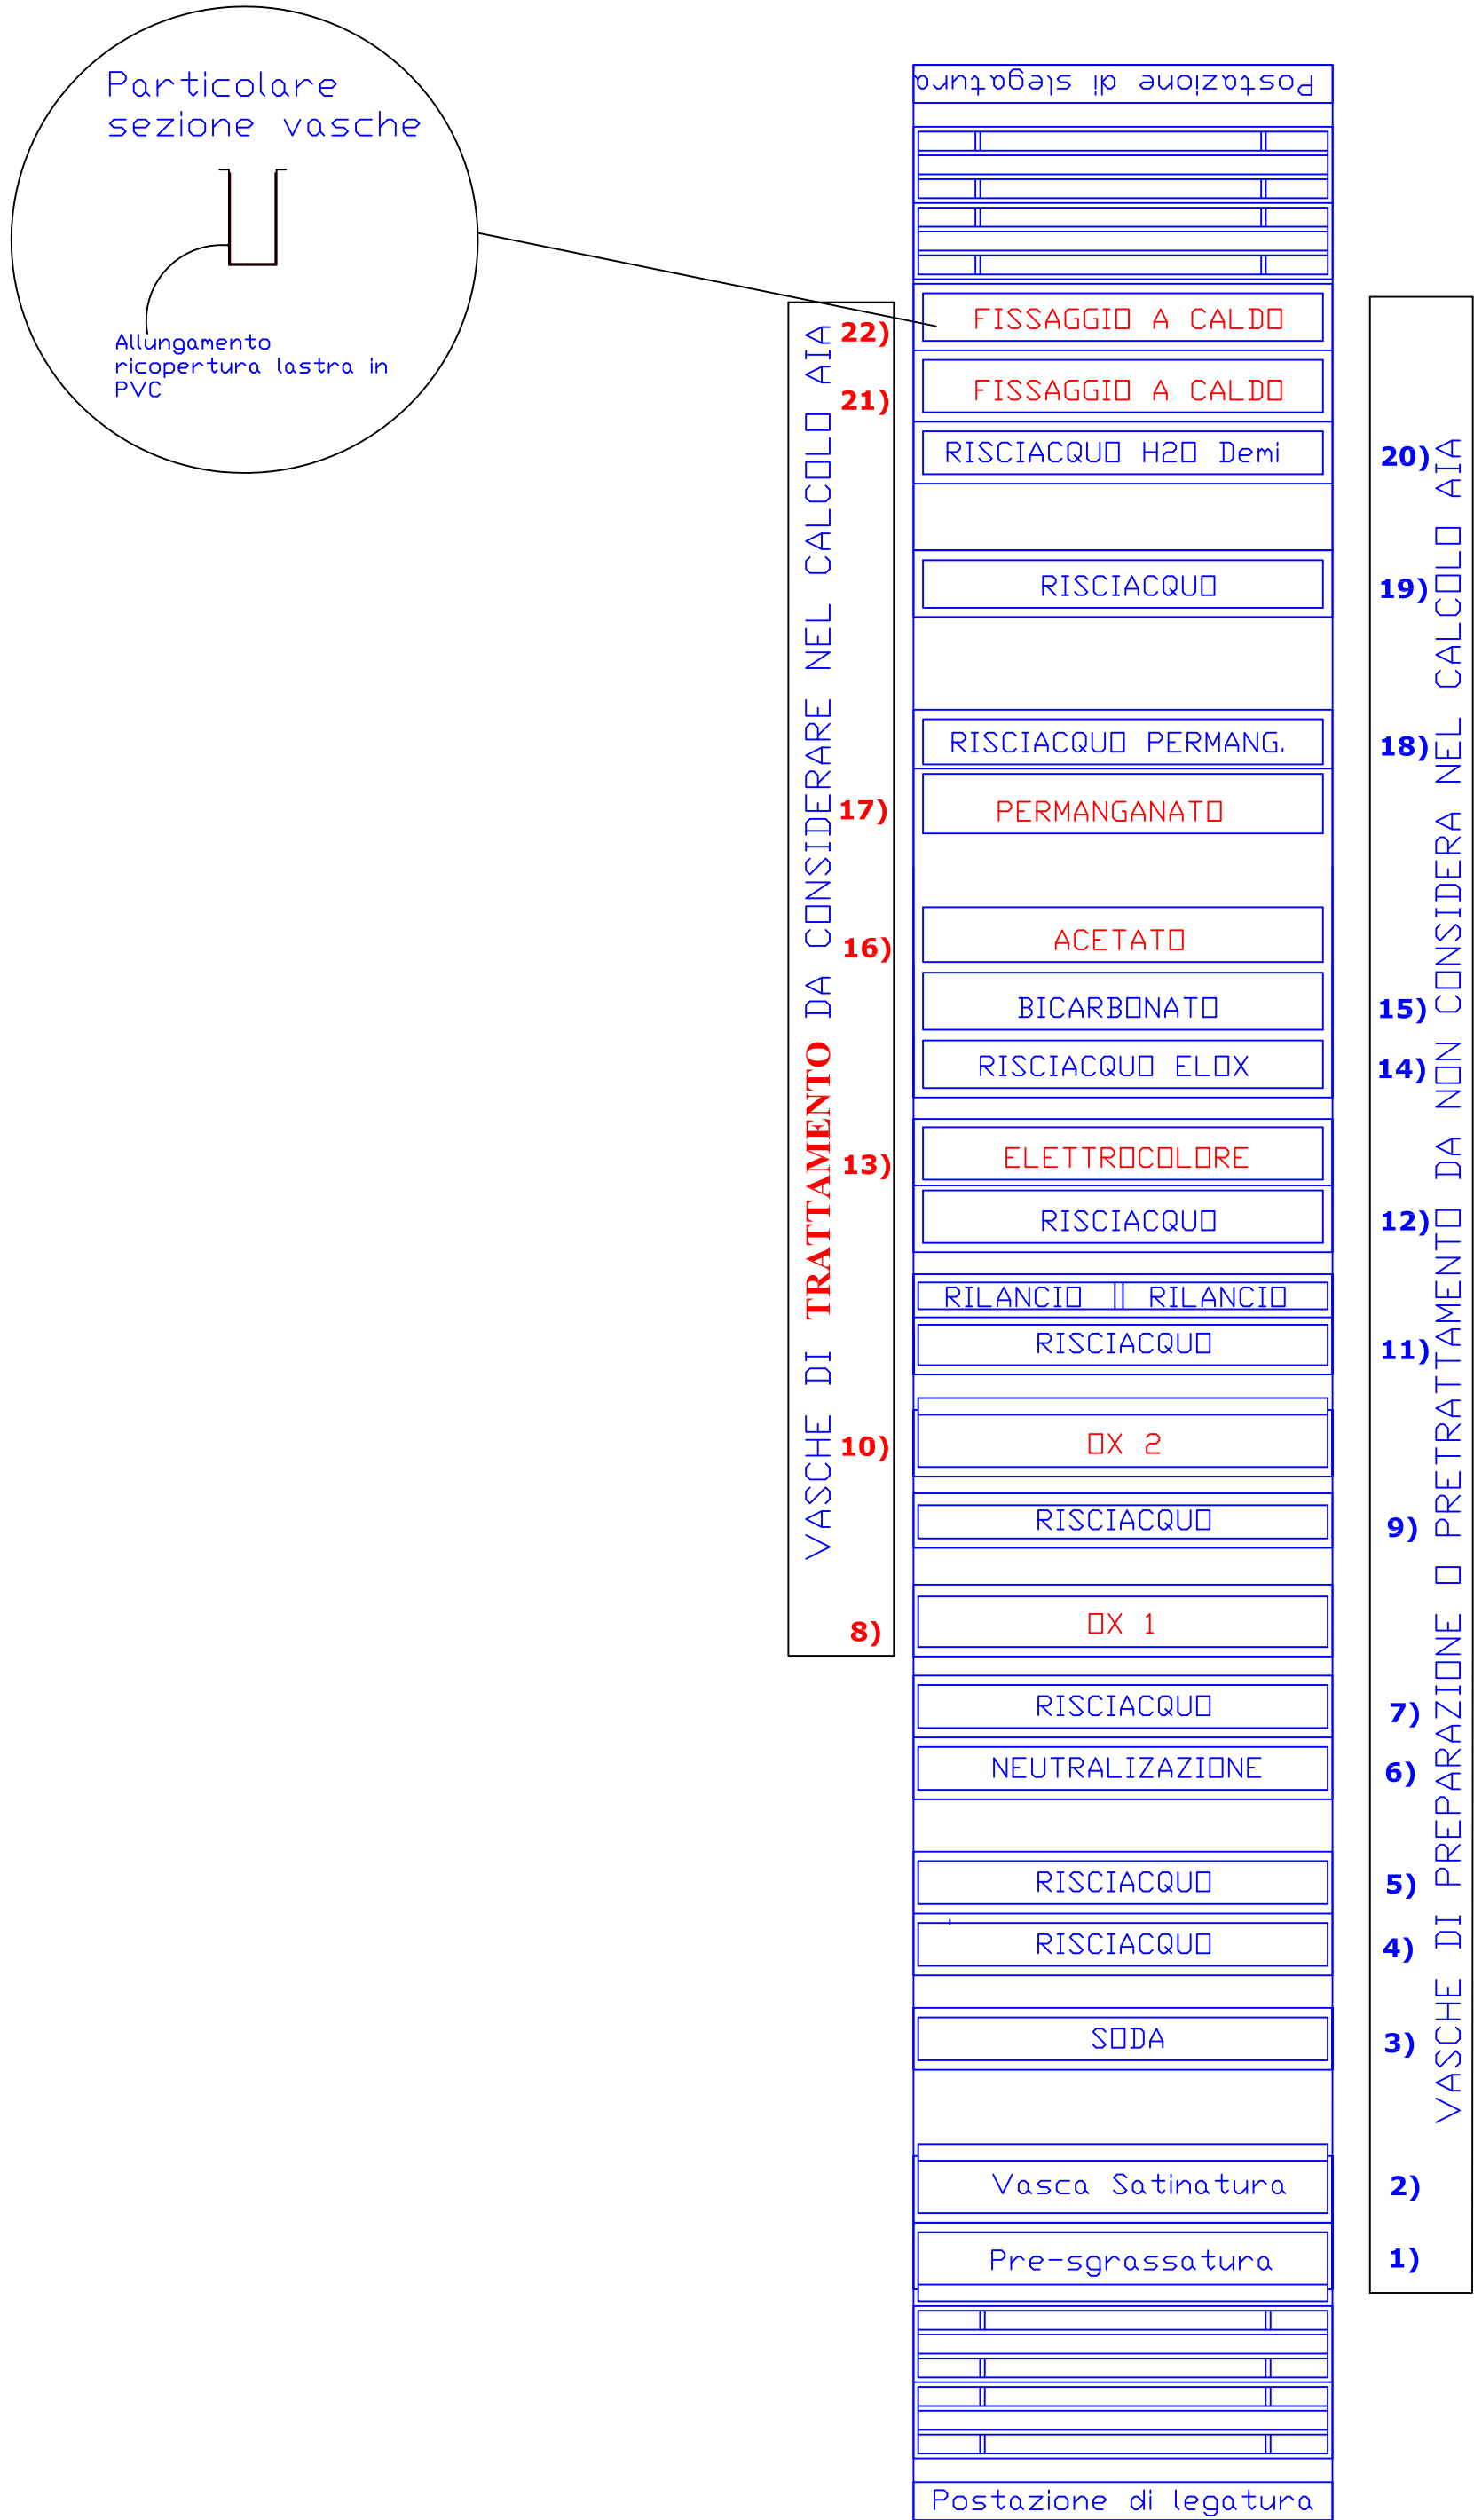 Particolare
sezione vasche
Allungamento
ricopertura lastra in
PVC
Postazione di slegatura
VASCHE DI TRATTAMENTO DA CONSIDERARE NEL CALCOLO AIA
VASCHE DI PREPARAZIONE O PRETRATTAMENTO DA NON CONSIDERA NEL CALCOLO AIA
22) FISSAGGIO A CALDO
21) FISSAGGIO A CALDO
RISCIACQUO H2O Demi 20)
RISCIACQUO 19)
RISCIACQUO PERMANG. 18)
17) PERMANGANATO
16) ACETATO
BICARBONATO 15)
RISCIACQUO ELOX 14)
13) ELETTROCOLORE
RISCIACQUO 12)
RILANCIO || RILANCIO
RISCIACQUO 11)
10) OX 2
RISCIACQUO 9)
8) OX 1
RISCIACQUO 7)
NEUTRALIZAZIONE 6)
RISCIACQUO 5)
RISCIACQUO 4)
SODA 3)
Vasca Satinatura 2)
Pre-sgrassatura 1)
Postazione di legatura